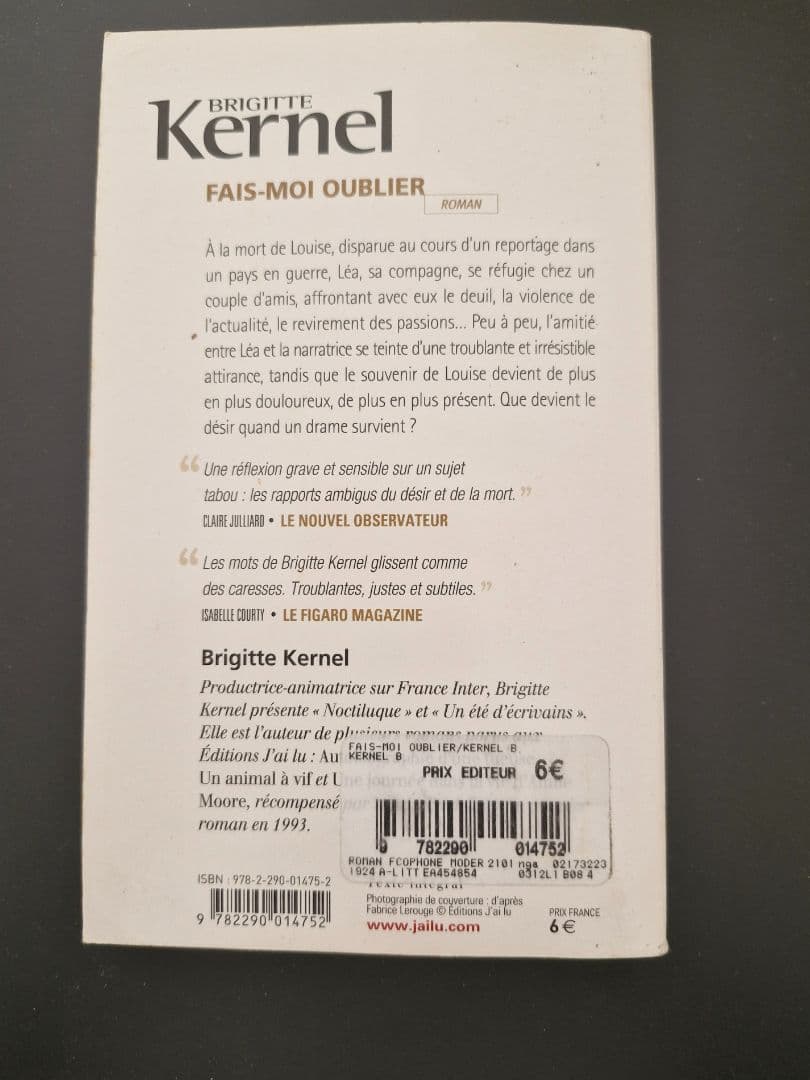 BRIGITTE
Kernel
FAIS-MOI OUBLIER
ROMAN
À la mort de Louise, disparue au cours d'un reportage dans
un pays en guerre, Léa, sa compagne, se réfugie chez un
couple d'amis, affrontant avec eux le deuil, la violence de
l'actualité, le revirement des passions... Peu à peu, l'amitié
entre Léa et la narratrice se teinte d'une troublante et irrésistible
attirance, tandis que le souvenir de Louise devient de plus
en plus douloureux, de plus en plus présent. Que devient le
désir quand un drame survient ?
“ Une réflexion grave et sensible sur un sujet
tabou : les rapports ambigus du désir et de la mort. ”
CLAIRE JULLIARD • LE NOUVEL OBSERVATEUR
“ Les mots de Brigitte Kernel glissent comme
des caresses. Troublantes, justes et subtiles. ”
ISABELLE COURTY • LE FIGARO MAGAZINE
Brigitte Kernel
Productrice-animatrice sur France Inter, Brigitte
Kernel présente « Noctiluque » et « Un été d'écrivains ».
Elle est l'auteur de plusieurs romans parus aux
Éditions J'ai lu : Au
Un animal à vif et
Moore, récompensé
roman en 1993.
FAIS-MOI OUBLIER/KERNEL B
KERNEL B
PRIX EDITEUR 6€
9 782290 014752
ROMAN FCOPHONE MODER 2101 nga 02173223
1924 A-LITT EA454854 0312L1 B08 4
ISBN : 978-2-290-01475-2
9 782290 014752
Texte intégral
Photographie de couverture : d'après
Fabrice Lerouge © Éditions J'ai lu
www.jailu.com
PRIX FRANCE
6 €